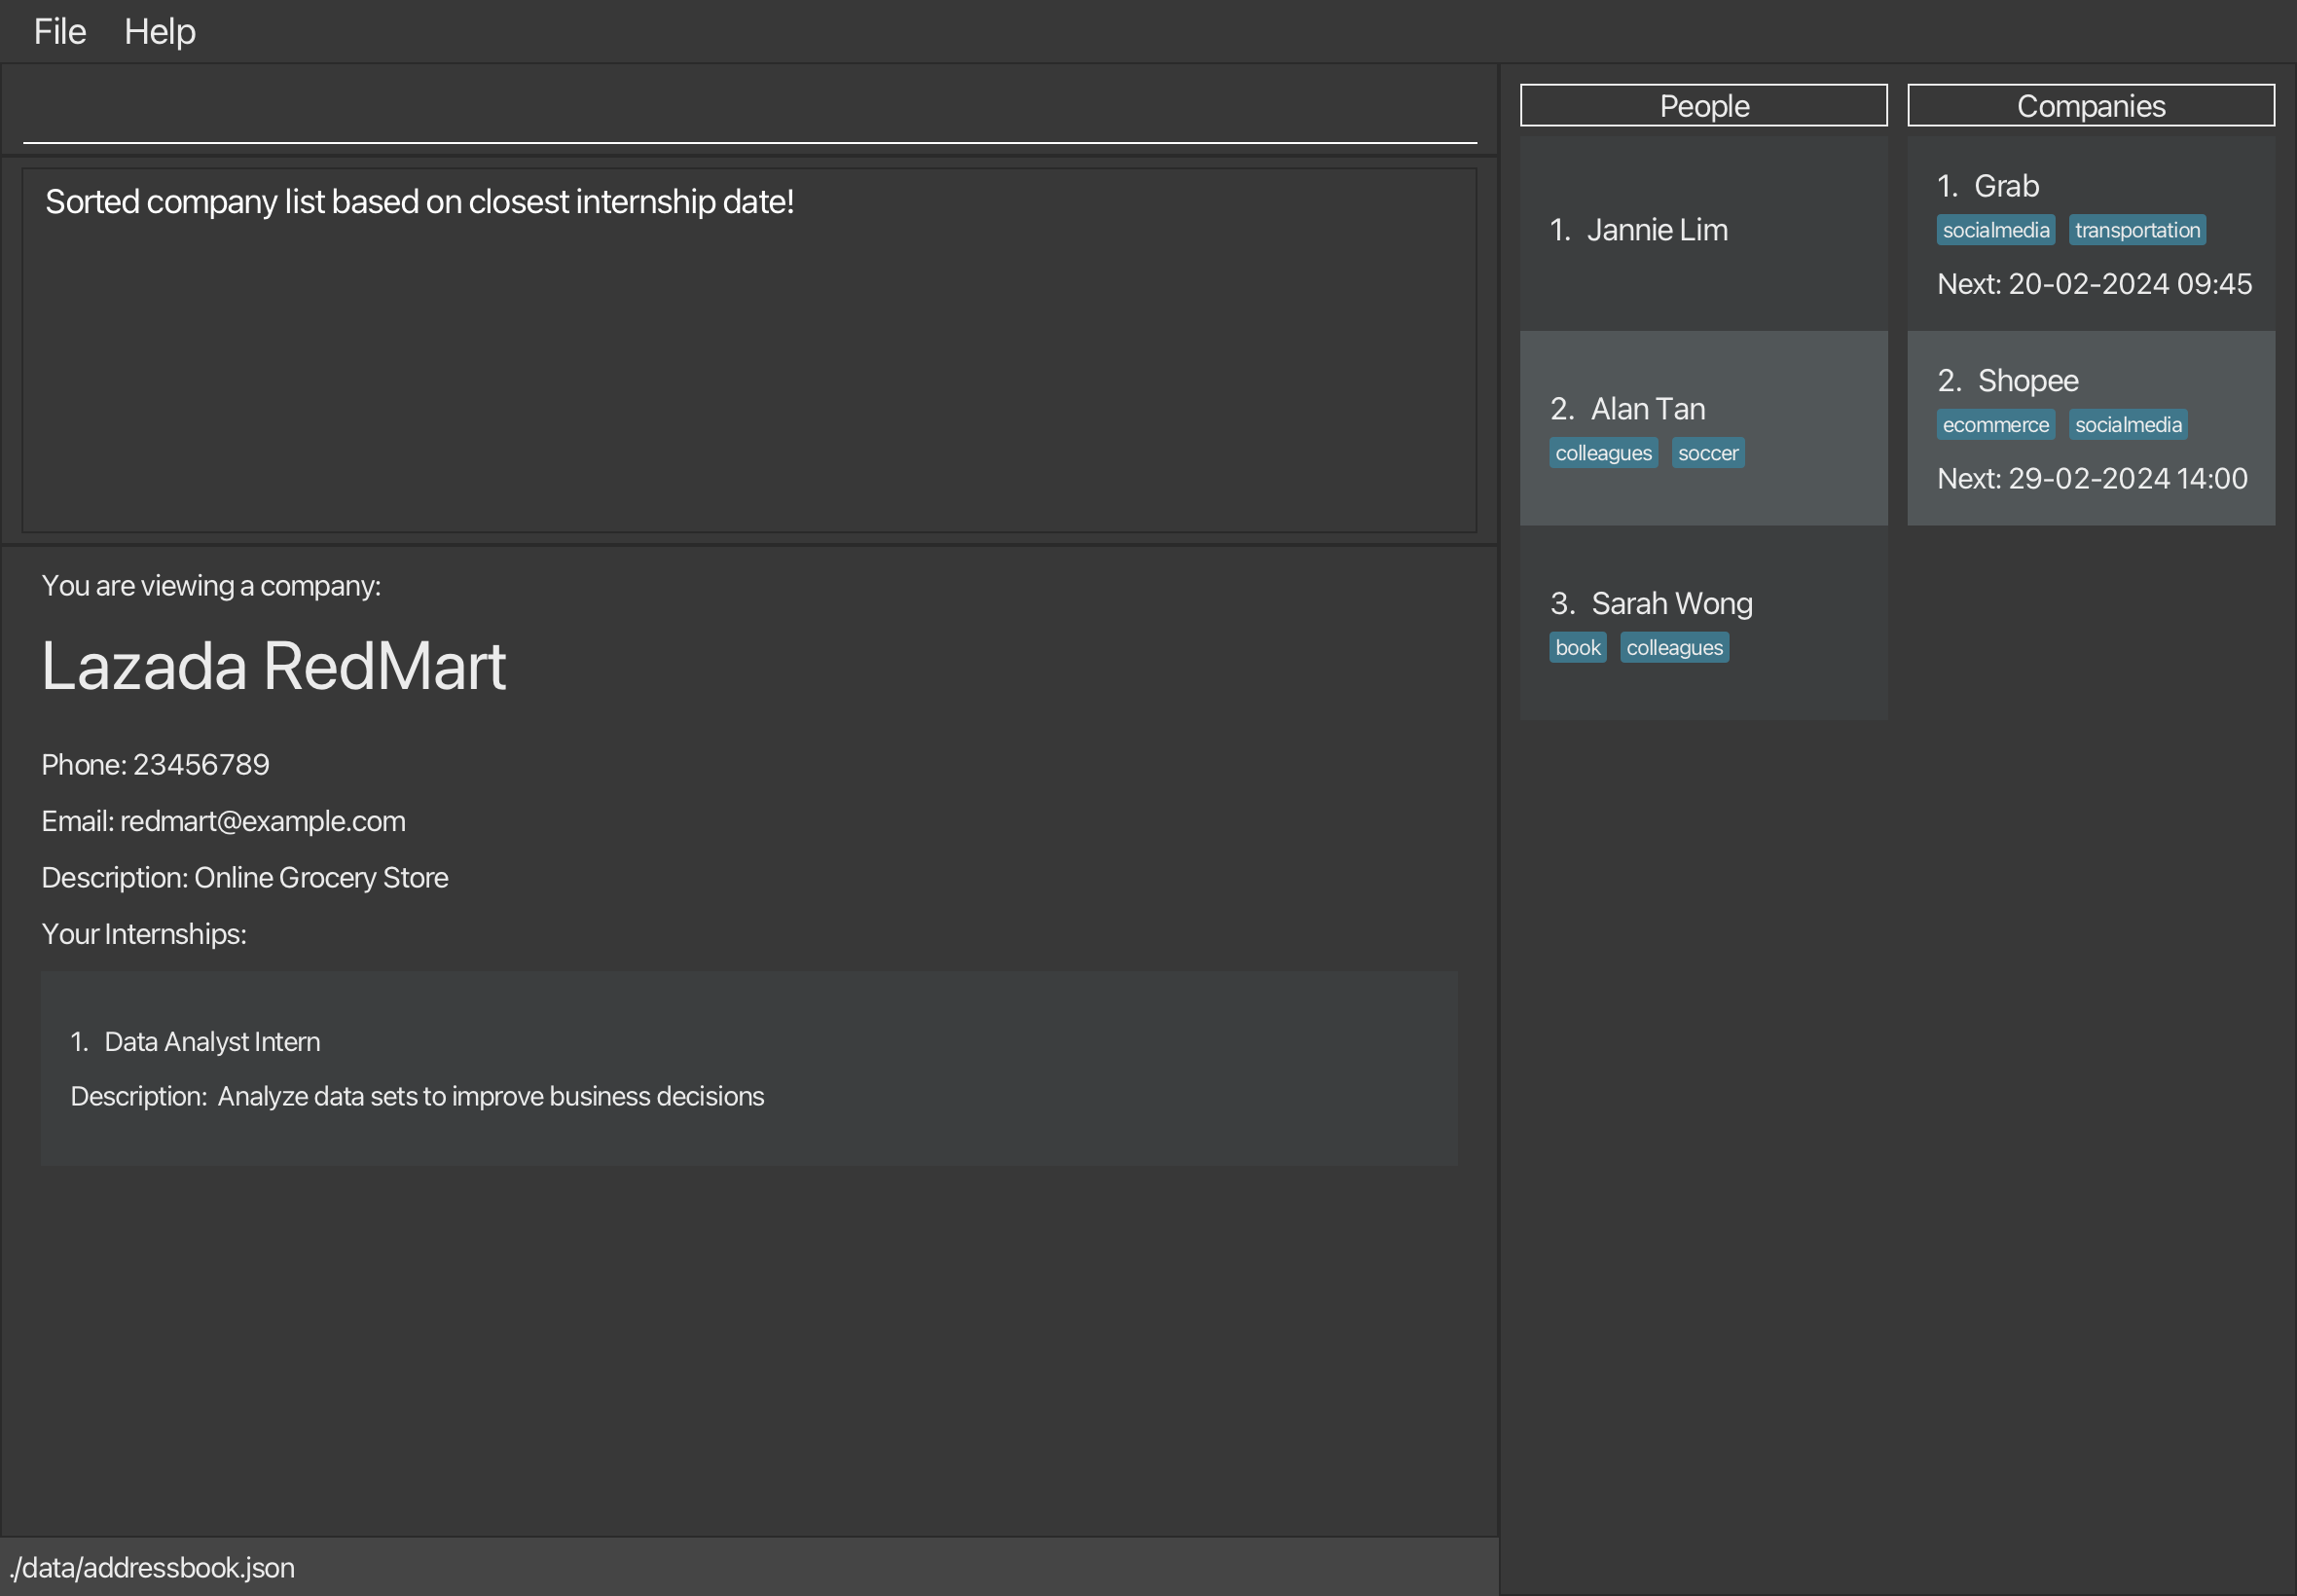 File Help
Sorted company list based on closest internship date!
You are viewing a company:
Lazada RedMart
Phone: 23456789
Email: redmart@example.com
Description: Online Grocery Store
Your Internships:
1. Data Analyst Intern
Description: Analyze data sets to improve business decisions
./data/addressbook.json
People
1. Jannie Lim
2. Alan Tan
colleagues soccer
3. Sarah Wong
book colleagues
Companies
1. Grab
socialmedia transportation
Next: 20-02-2024 09:45
2. Shopee
ecommerce socialmedia
Next: 29-02-2024 14:00